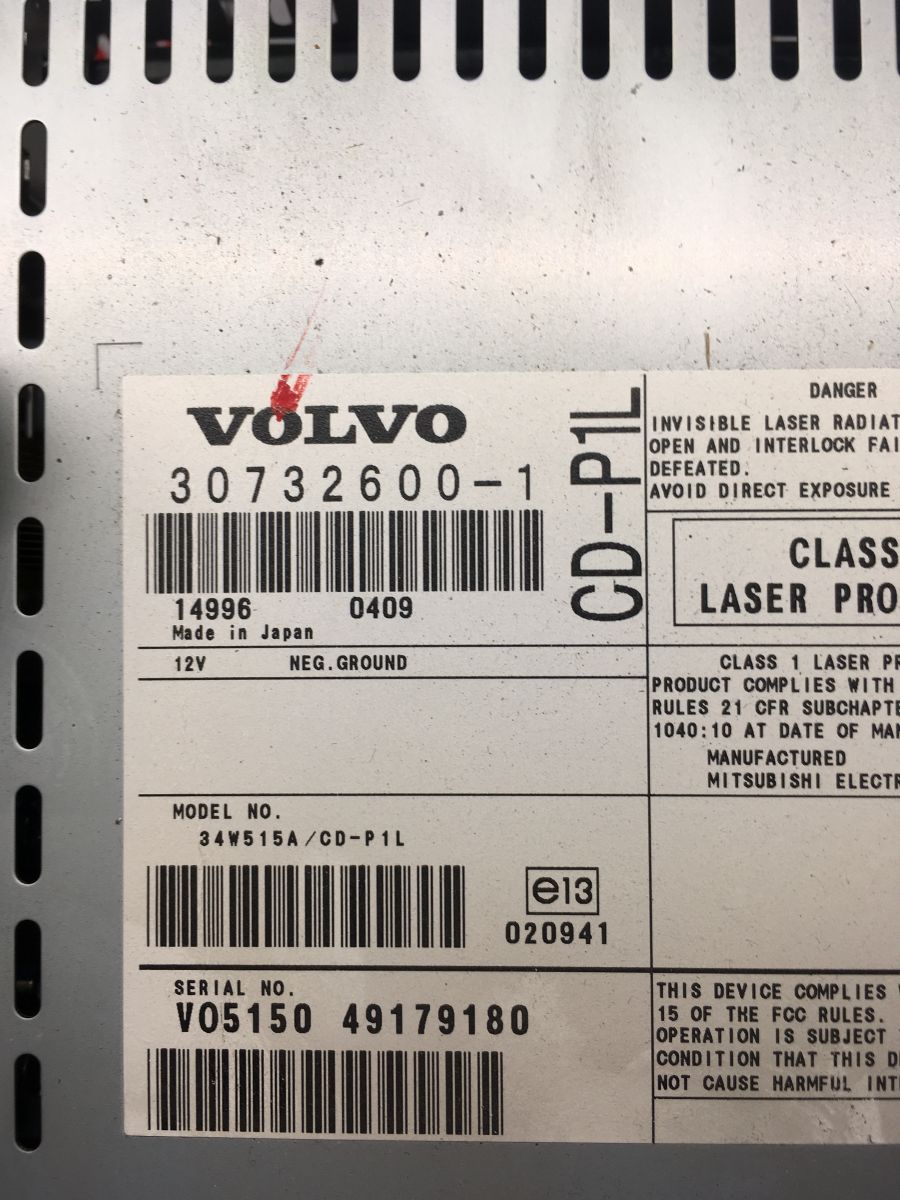 VOLVO
30732600-1
14996 0409
Made in Japan
CD-P1L
12V NEG.GROUND
MODEL NO.
34W515A/CD-P1L
e13
020941
SERIAL NO.
VO5150 49179180
DANGER
INVISIBLE LASER RADIAT
OPEN AND INTERLOCK FAI
DEFEATED.
AVOID DIRECT EXPOSURE
CLASS
LASER PRO
CLASS 1 LASER PR
PRODUCT COMPLIES WITH
RULES 21 CFR SUBCHAPTE
1040:10 AT DATE OF MAN
MANUFACTURED
MITSUBISHI ELECTR
THIS DEVICE COMPLIES
15 OF THE FCC RULES.
OPERATION IS SUBJECT
CONDITION THAT THIS D
NOT CAUSE HARMFUL INT